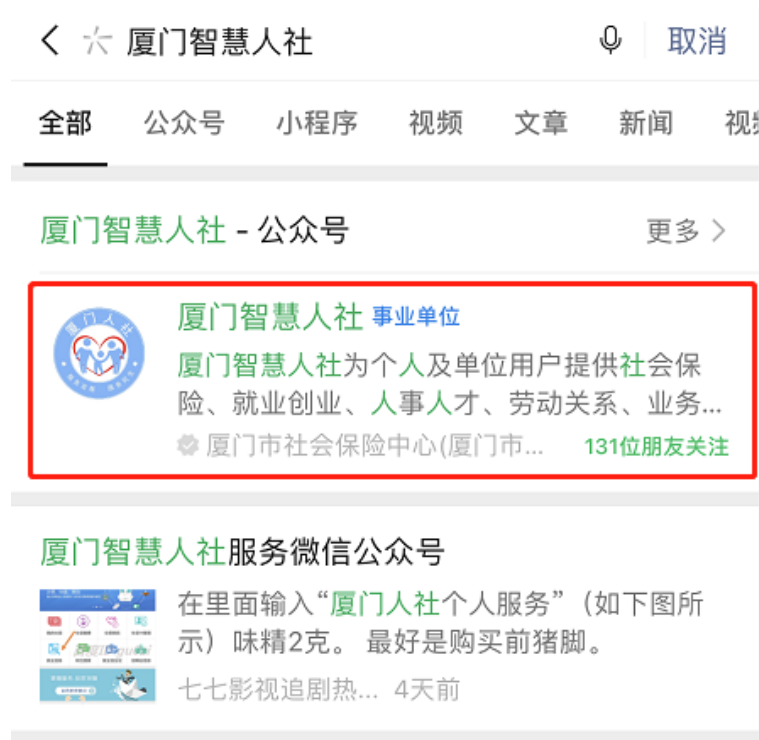 厦门智慧人社
取消
全部 公众号 小程序 视频 文章 新闻
厦门智慧人社 - 公众号
更多
厦门人社
厦门智慧人社 事业单位
厦门智慧人社为个人及单位用户提供社会保
险、就业创业、人事人才、劳动关系、业务...
厦门市社会保险中心(厦门市...
131位朋友关注
厦门智慧人社服务微信公众号
在里面输入“厦门人社个人服务”（如下图所
示）味精2克。 最好是购买前猪脚。
七七影视追剧热... 4天前